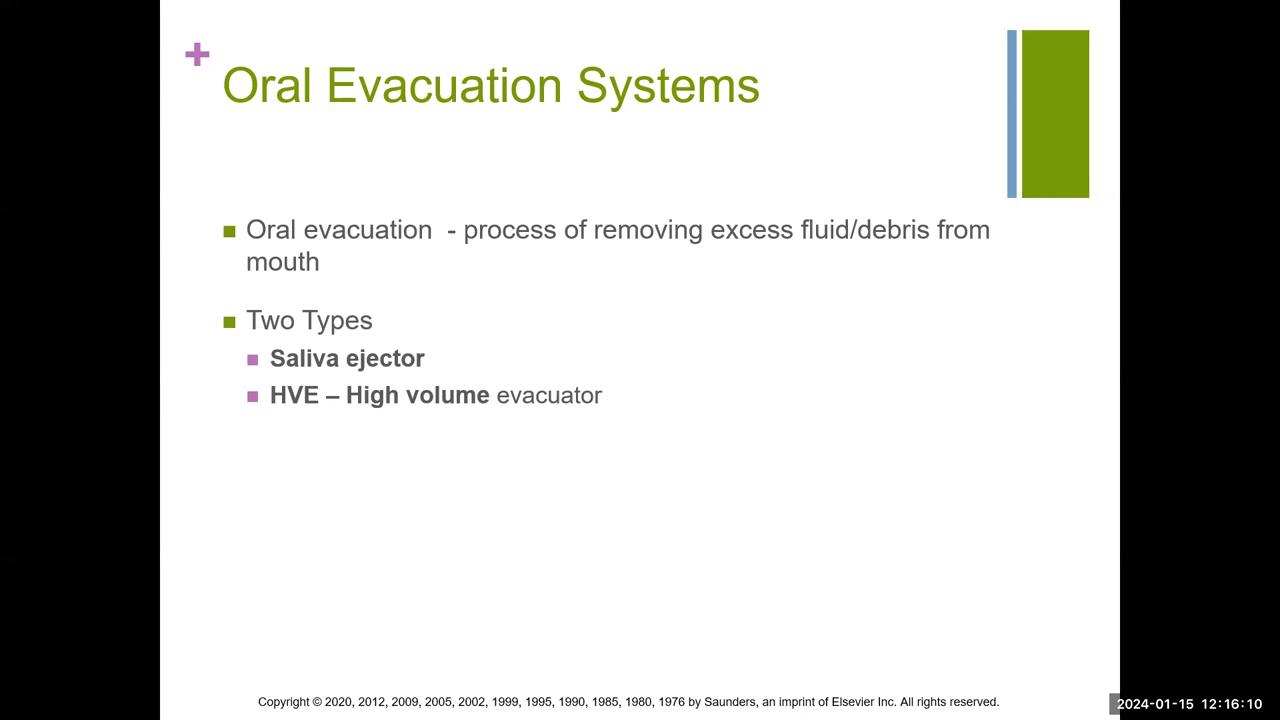 +
Oral Evacuation Systems
Oral evacuation  - process of removing excess fluid/debris from
mouth
Two Types
Saliva ejector
HVE – High volume evacuator
Copyright © 2020, 2012, 2009, 2005, 2002, 1999, 1995, 1990, 1985, 1980, 1976 by Saunders, an imprint of Elsevier Inc. All rights reserved.
2024-01-15 12:16:10